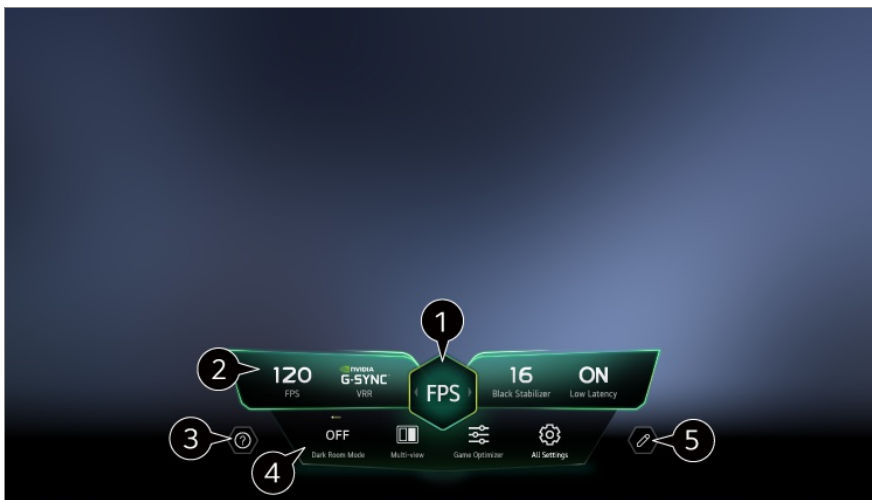 1
2
120
FPS
NVIDIA
G-SYNC
VRR
FPS
16
Black Stabilizer
ON
Low Latency
3
?
4
OFF
Dark Room Mode
Multi-view
Game Optimizer
All Settings
5